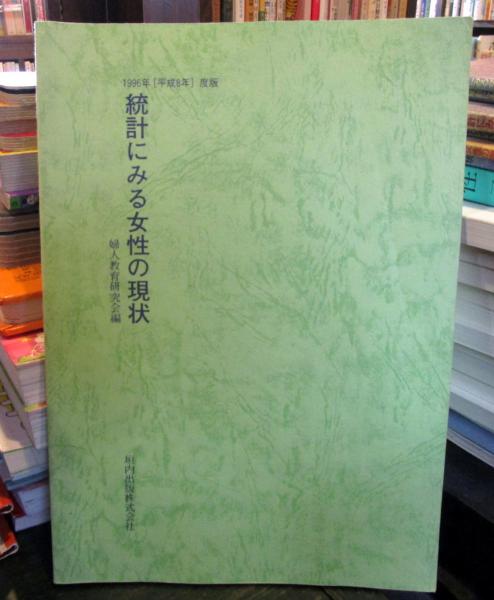 1996年［平成8年］度版
統計にみる女性の現状
婦人教育研究会編
垣内出版株式会社